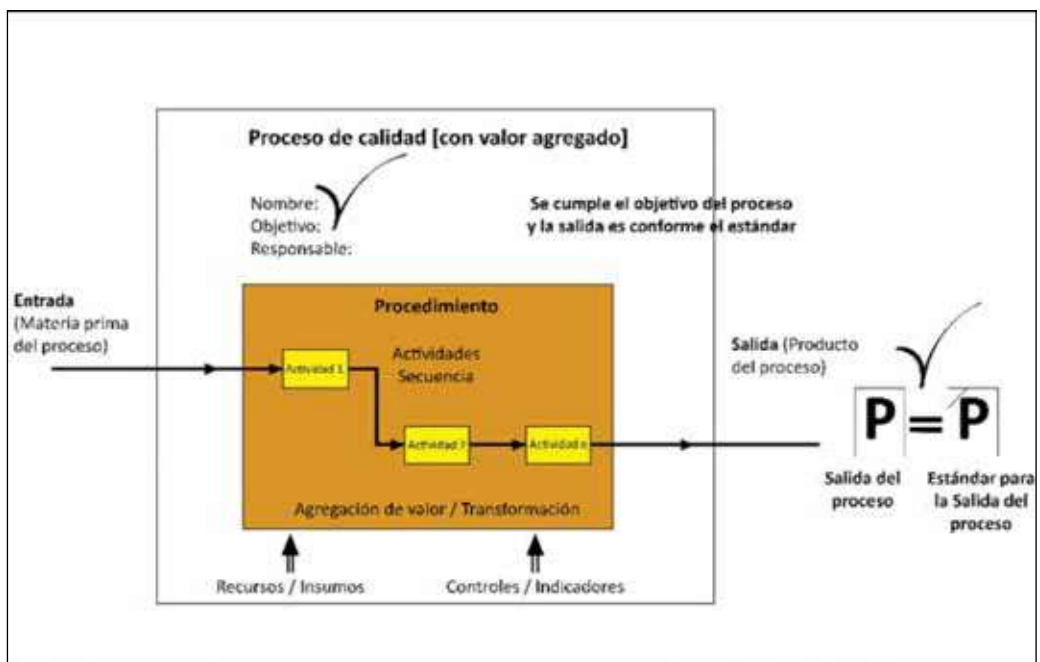 Proceso de calidad [con valor agregado]
Nombre:
Objetivo:
Responsable:
Se cumple el objetivo del proceso
y la salida es conforme el estándar
Entrada
(Materia prima
del proceso)
Procedimiento
Actividad 1
Actividades
Secuencia
Actividad 2
Actividad n
Agregación de valor / Transformación
Recursos / Insumos
Controles / Indicadores
Salida (Producto
del proceso)
P = P
Salida del
proceso
Estándar para
la Salida del
proceso